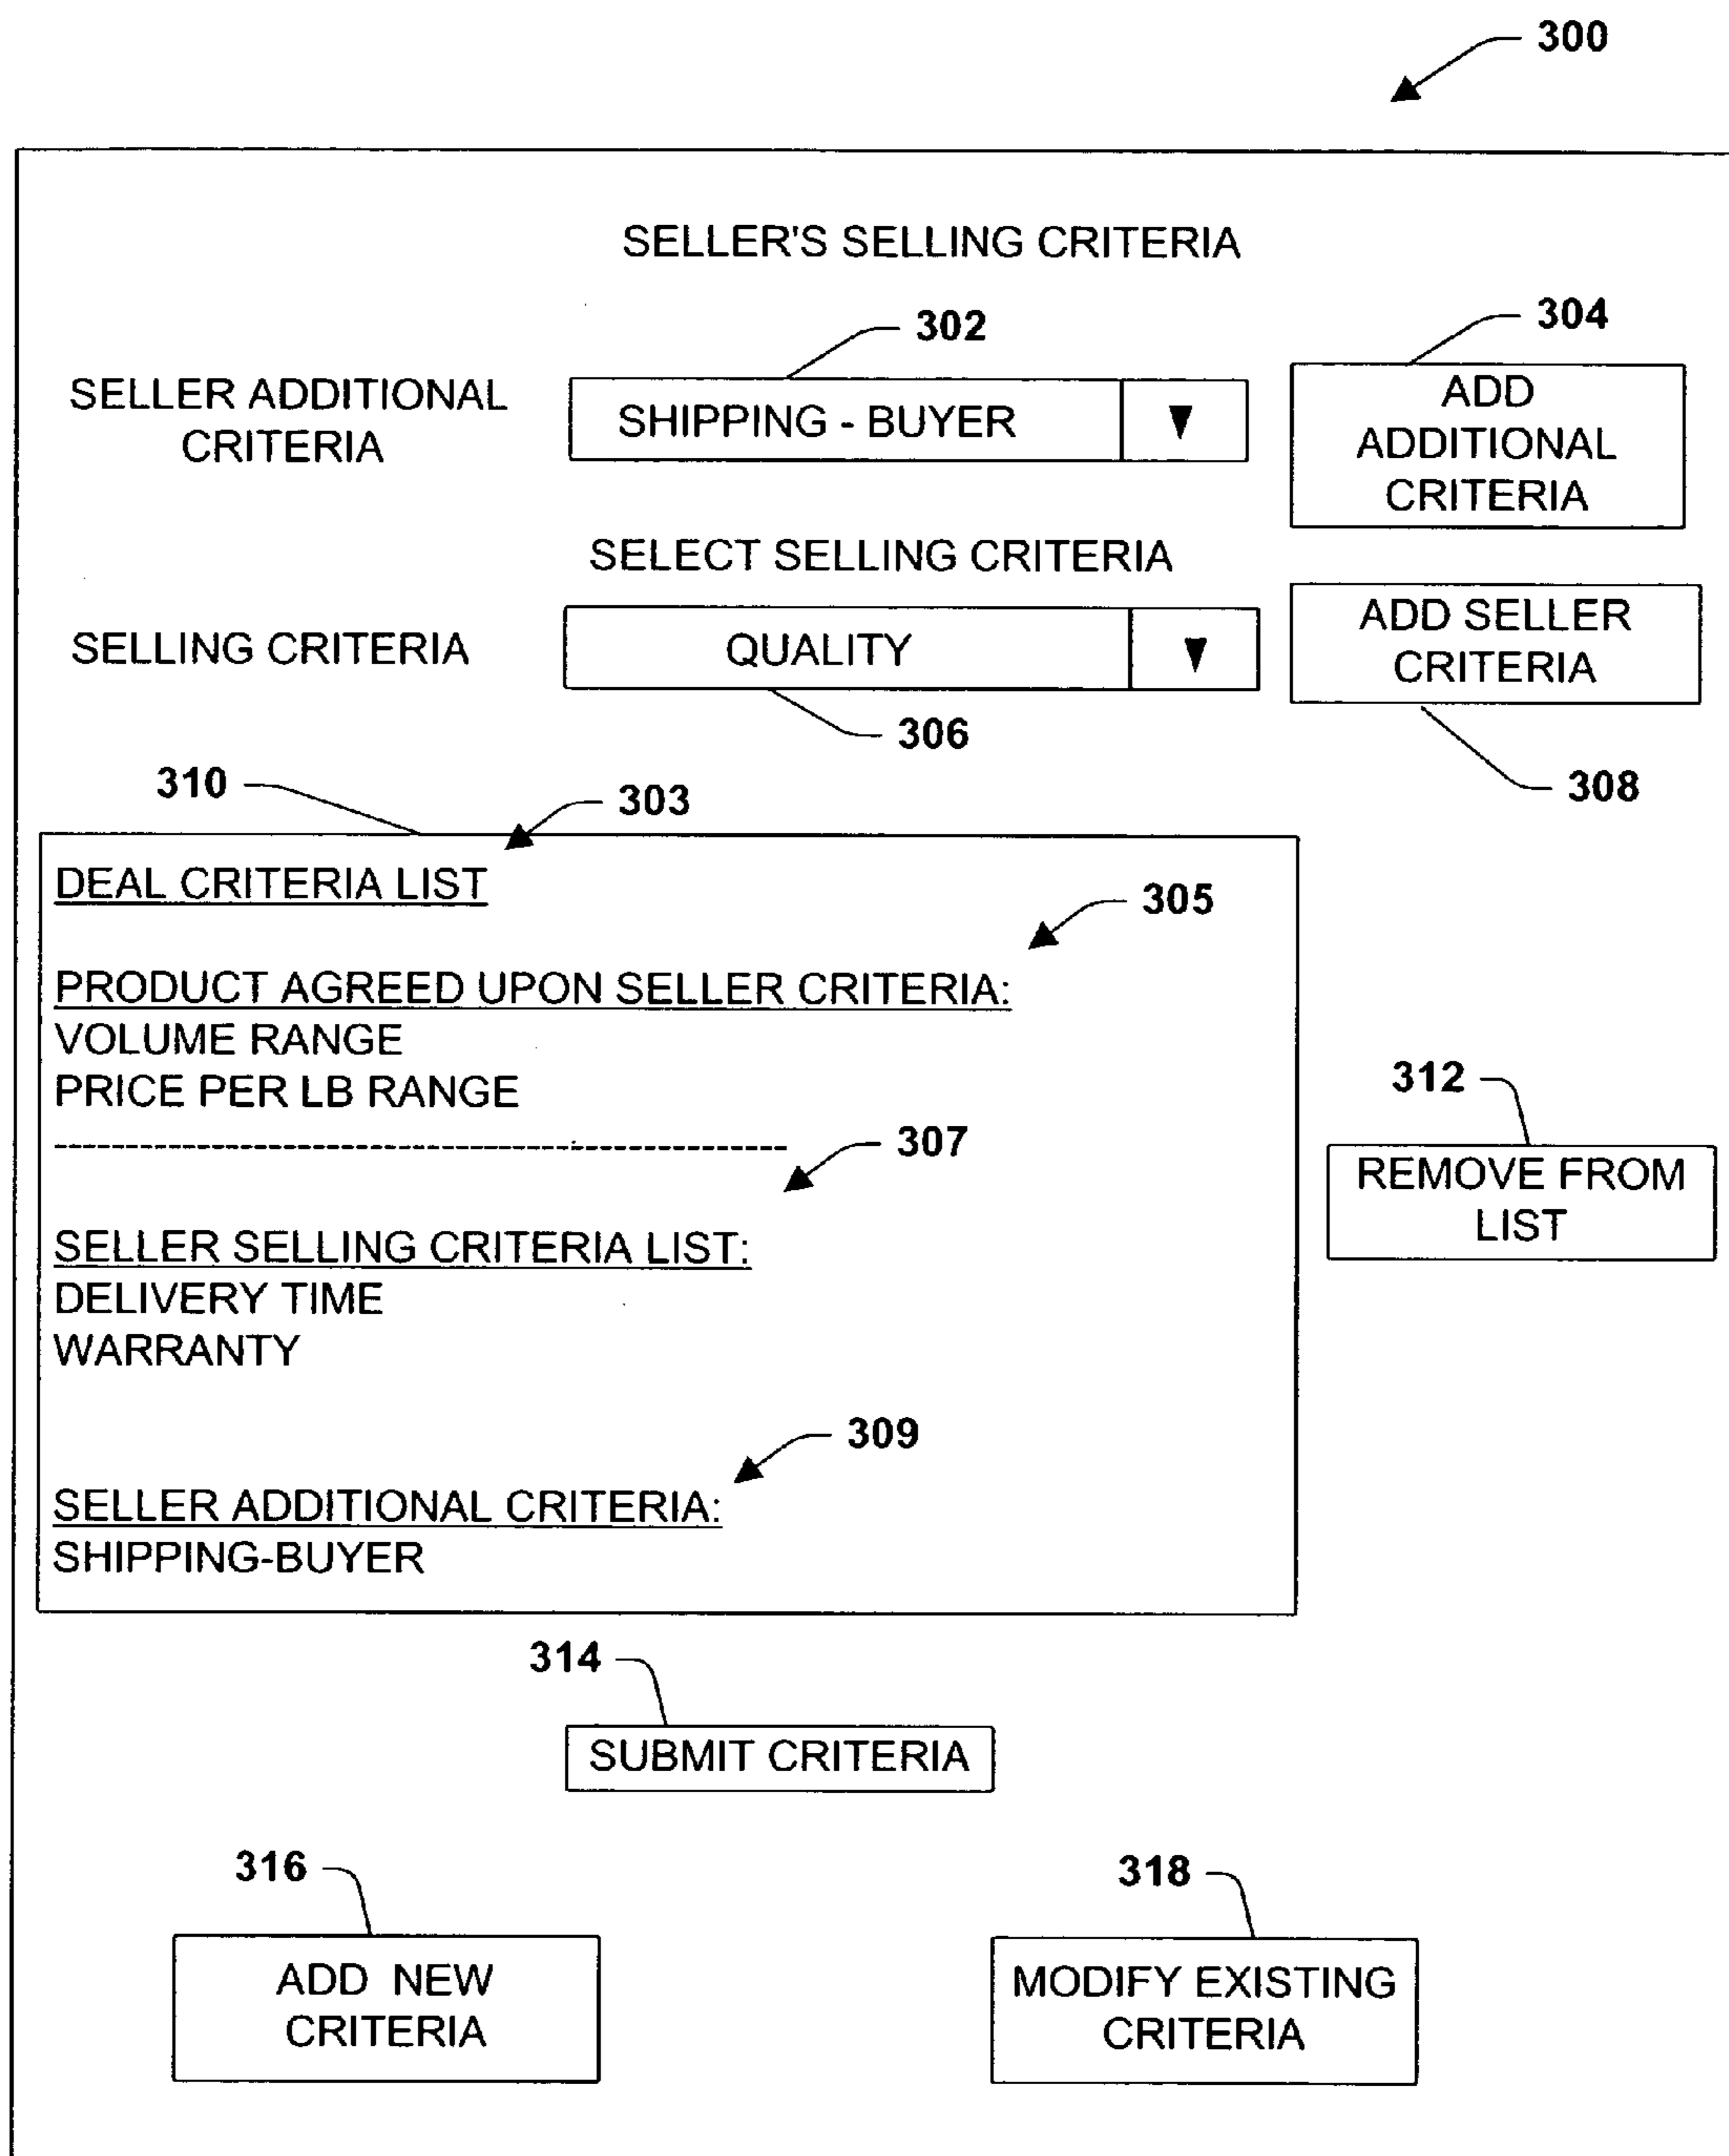 300
SELLER'S SELLING CRITERIA
302
304
SELLER ADDITIONAL
CRITERIA
SHIPPING - BUYER
ADD
ADDITIONAL
CRITERIA
SELECT SELLING CRITERIA
SELLING CRITERIA
QUALITY
ADD SELLER
CRITERIA
306
308
310
303
DEAL CRITERIA LIST
305
PRODUCT AGREED UPON SELLER CRITERIA:
VOLUME RANGE
PRICE PER LB RANGE
307
312
REMOVE FROM
LIST
SELLER SELLING CRITERIA LIST:
DELIVERY TIME
WARRANTY
309
SELLER ADDITIONAL CRITERIA:
SHIPPING-BUYER
314
SUBMIT CRITERIA
316
318
ADD NEW
CRITERIA
MODIFY EXISTING
CRITERIA